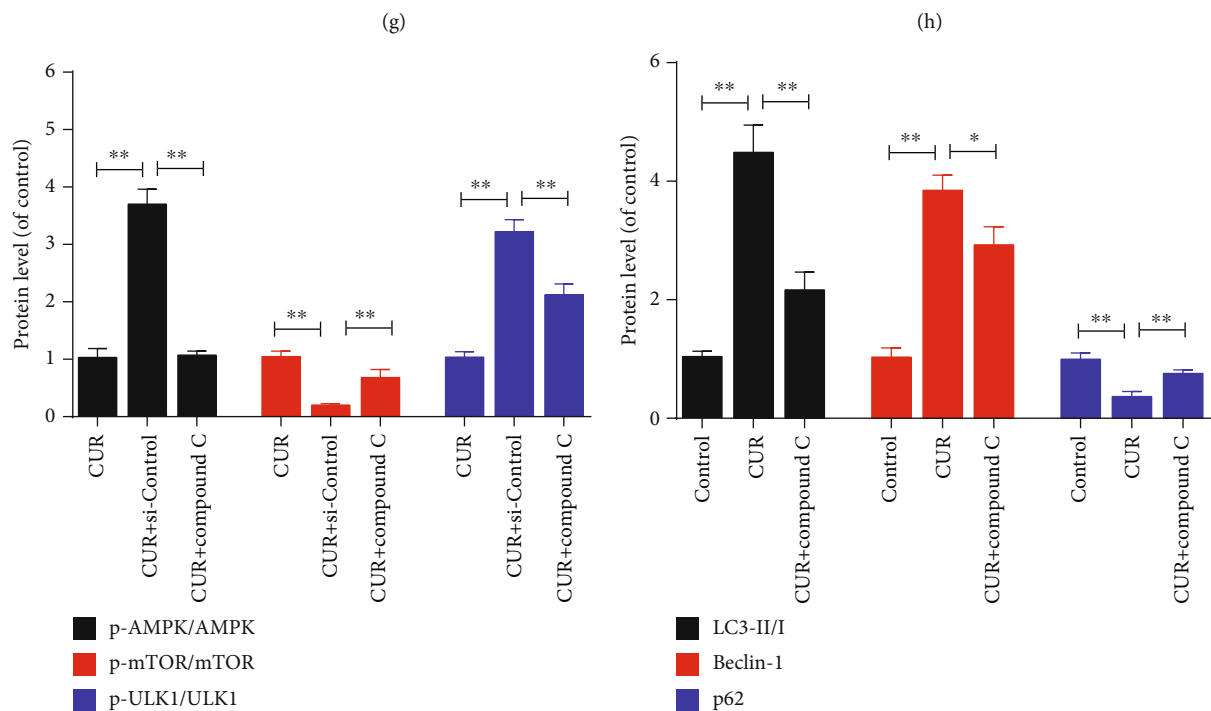 (g)
Protein level (of control)
6
5
4
3
2
1
0
** **
** **
** **
CUR
CUR+si-Control
CUR+compound C
CUR
CUR+si-Control
CUR+compound C
CUR
CUR+si-Control
CUR+compound C
p-AMPK/AMPK
p-mTOR/mTOR
p-ULK1/ULK1
(h)
Protein level (of control)
6
4
2
0
** **
** *
** **
Control
CUR
CUR+compound C
Control
CUR
CUR+compound C
Control
CUR
CUR+compound C
LC3-II/I
Beclin-1
p62